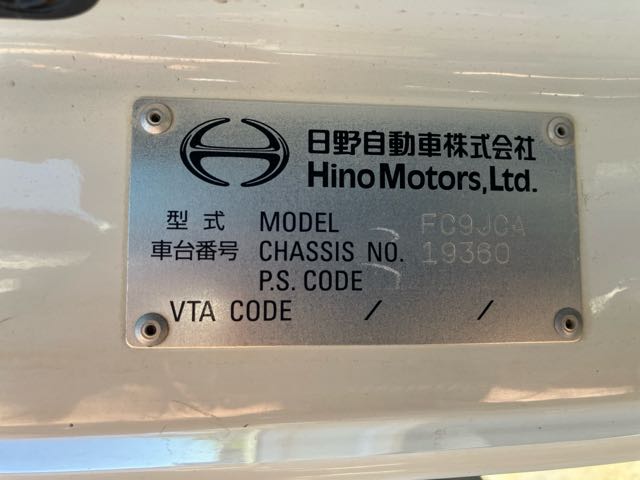 日野自動車株式会社
Hino Motors, Ltd.
型式 MODEL FC9JCA
車台番号 CHASSIS NO. 19360
P.S. CODE
VTA CODE / /